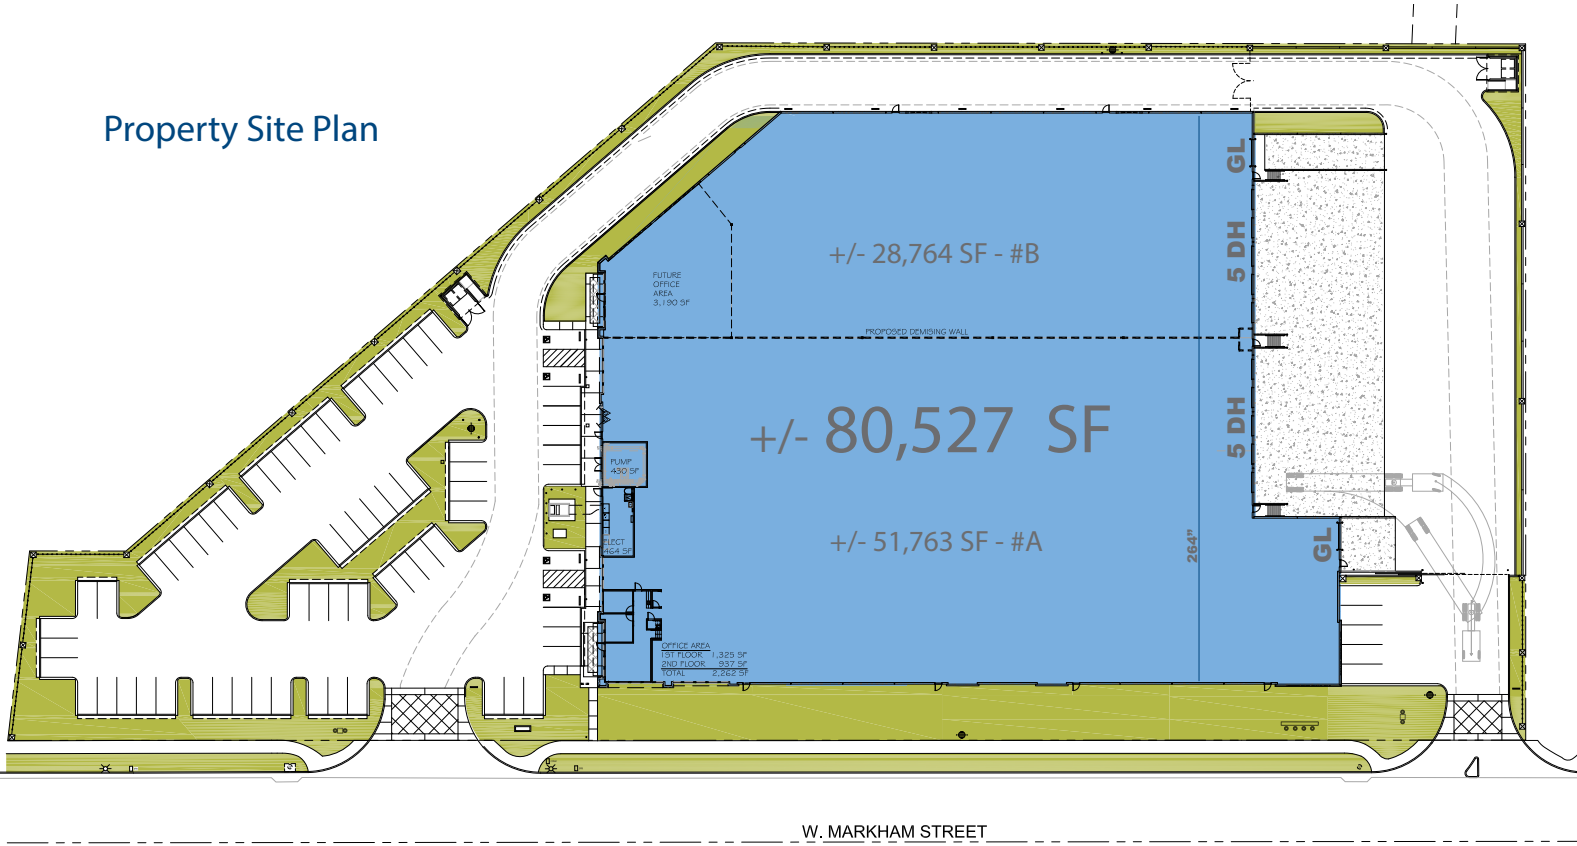 Property Site Plan
GL
+/- 28,764 SF - #B
5 DH
FUTURE
OFFICE
AREA
3,190 SF
PROPOSED DEMISING WALL
+/- 80,527 SF
5 DH
PUMP
430 SF
+/- 51,763 SF - #A
ELECT
464 SF
264"
GL
OFFICE AREA
1ST FLOOR 1,325 SF
2ND FLOOR 937 SF
TOTAL 2,262 SF
W. MARKHAM STREET